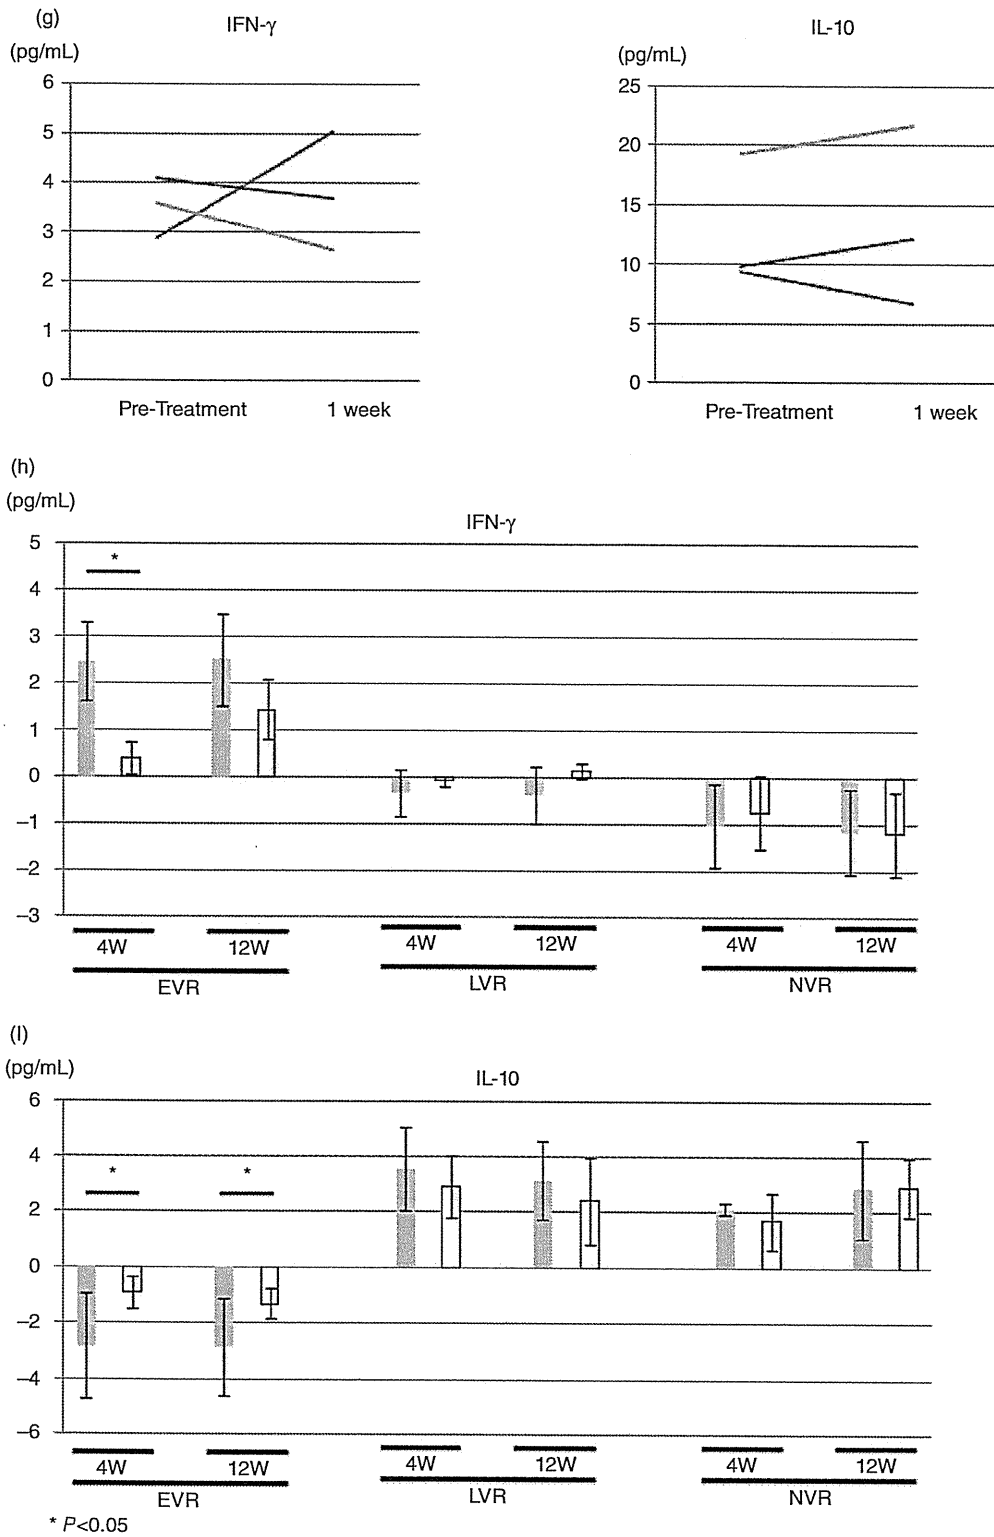 (g)
IFN-γ
(pg/mL)
6
5
4
3
2
1
0
Pre-Treatment 1 week
IL-10
(pg/mL)
25
20
15
10
5
0
Pre-Treatment 1 week
(h)
(pg/mL)
IFN-γ
5
4
3
2
1
0
–1
–2
–3
*
4W 12W 4W 12W 4W 12W
EVR LVR NVR
(I)
(pg/mL)
IL-10
6
4
2
0
–2
–4
–6
* *
4W 12W 4W 12W 4W 12W
EVR LVR NVR
* P<0.05